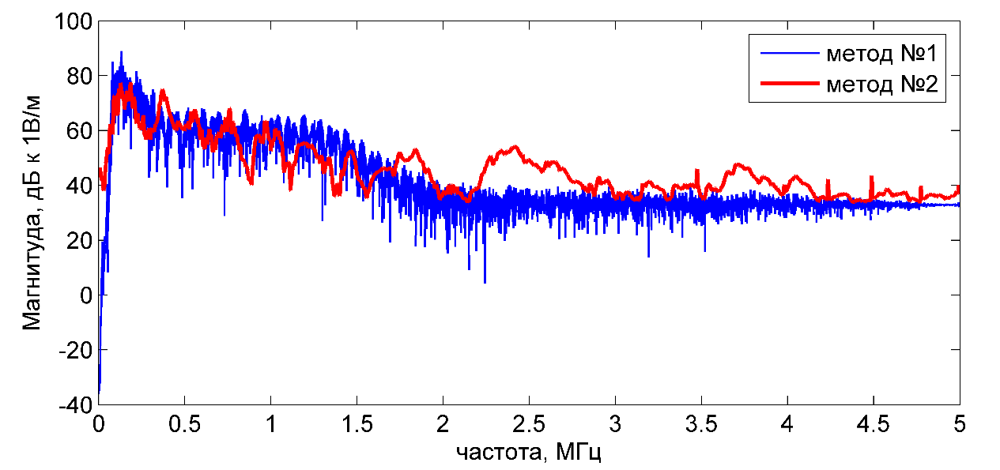 100
80
60
40
20
0
-20
-40
Магнитуда, дБ к 1В/м
метод №1
метод №2
0 0.5 1 1.5 2 2.5 3 3.5 4 4.5 5
частота, МГц